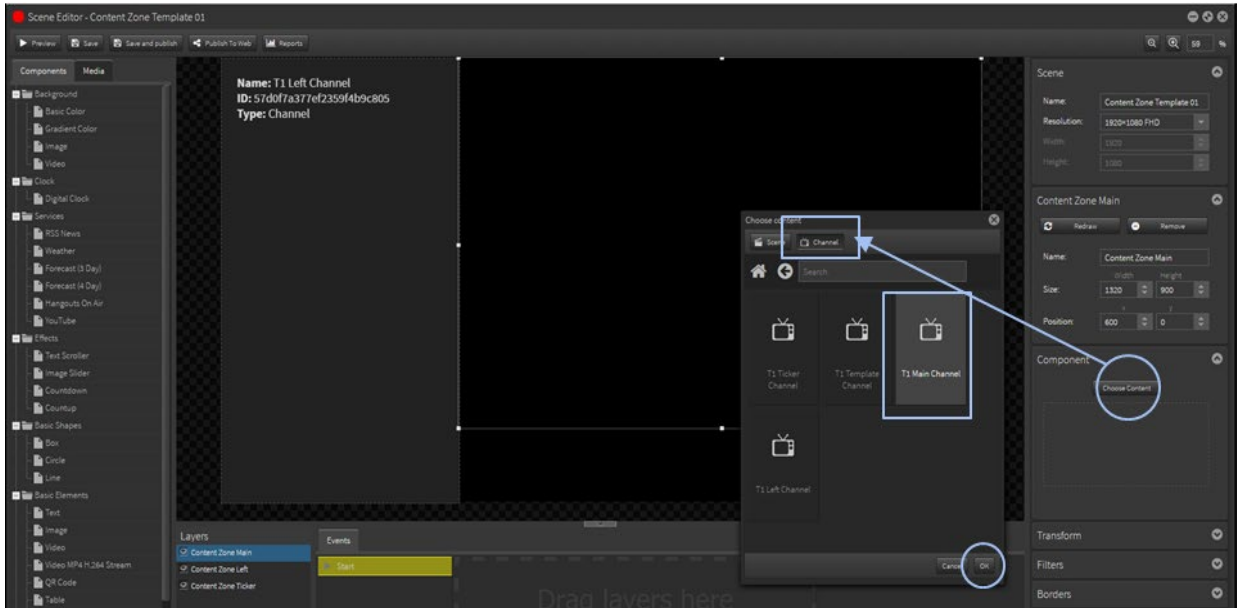 Scene Editor - Content Zone Template 01
Preview Save Save and publish Publish To Web Reports 59 %
Components Media
Background
Basic Color
Gradient Color
Image
Video
Clock
Digital Clock
Services
RSS News
Weather
Forecast (3 Day)
Forecast (4 Day)
Hangouts On Air
YouTube
Effects
Text Scroller
Image Slider
Countdown
Countup
Basic Shapes
Box
Circle
Line
Basic Elements
Text
Image
Video
Video MP4 H.264 Stream
QR Code
Table
Name: T1 Left Channel
ID: 57d0f7a377ef2359f4b9c805
Type: Channel
Layers
Content Zone Main
Content Zone Left
Content Zone Ticker
Events
Start
Drag layers here
Choose content
Scene Channel
Search
T1 Ticker
Channel
T1 Template
Channel
T1 Main Channel
T1 Left Channel
Cancel OK
Scene
Name: Content Zone Template 01
Resolution: 1920×1080 FHD
Width: 1920
Height: 1080
Content Zone Main
Redraw Remove
Name: Content Zone Main
Width Height
Size: 1320 900
x y
Position: 600 0
Component
Choose Content
Transform
Filters
Borders